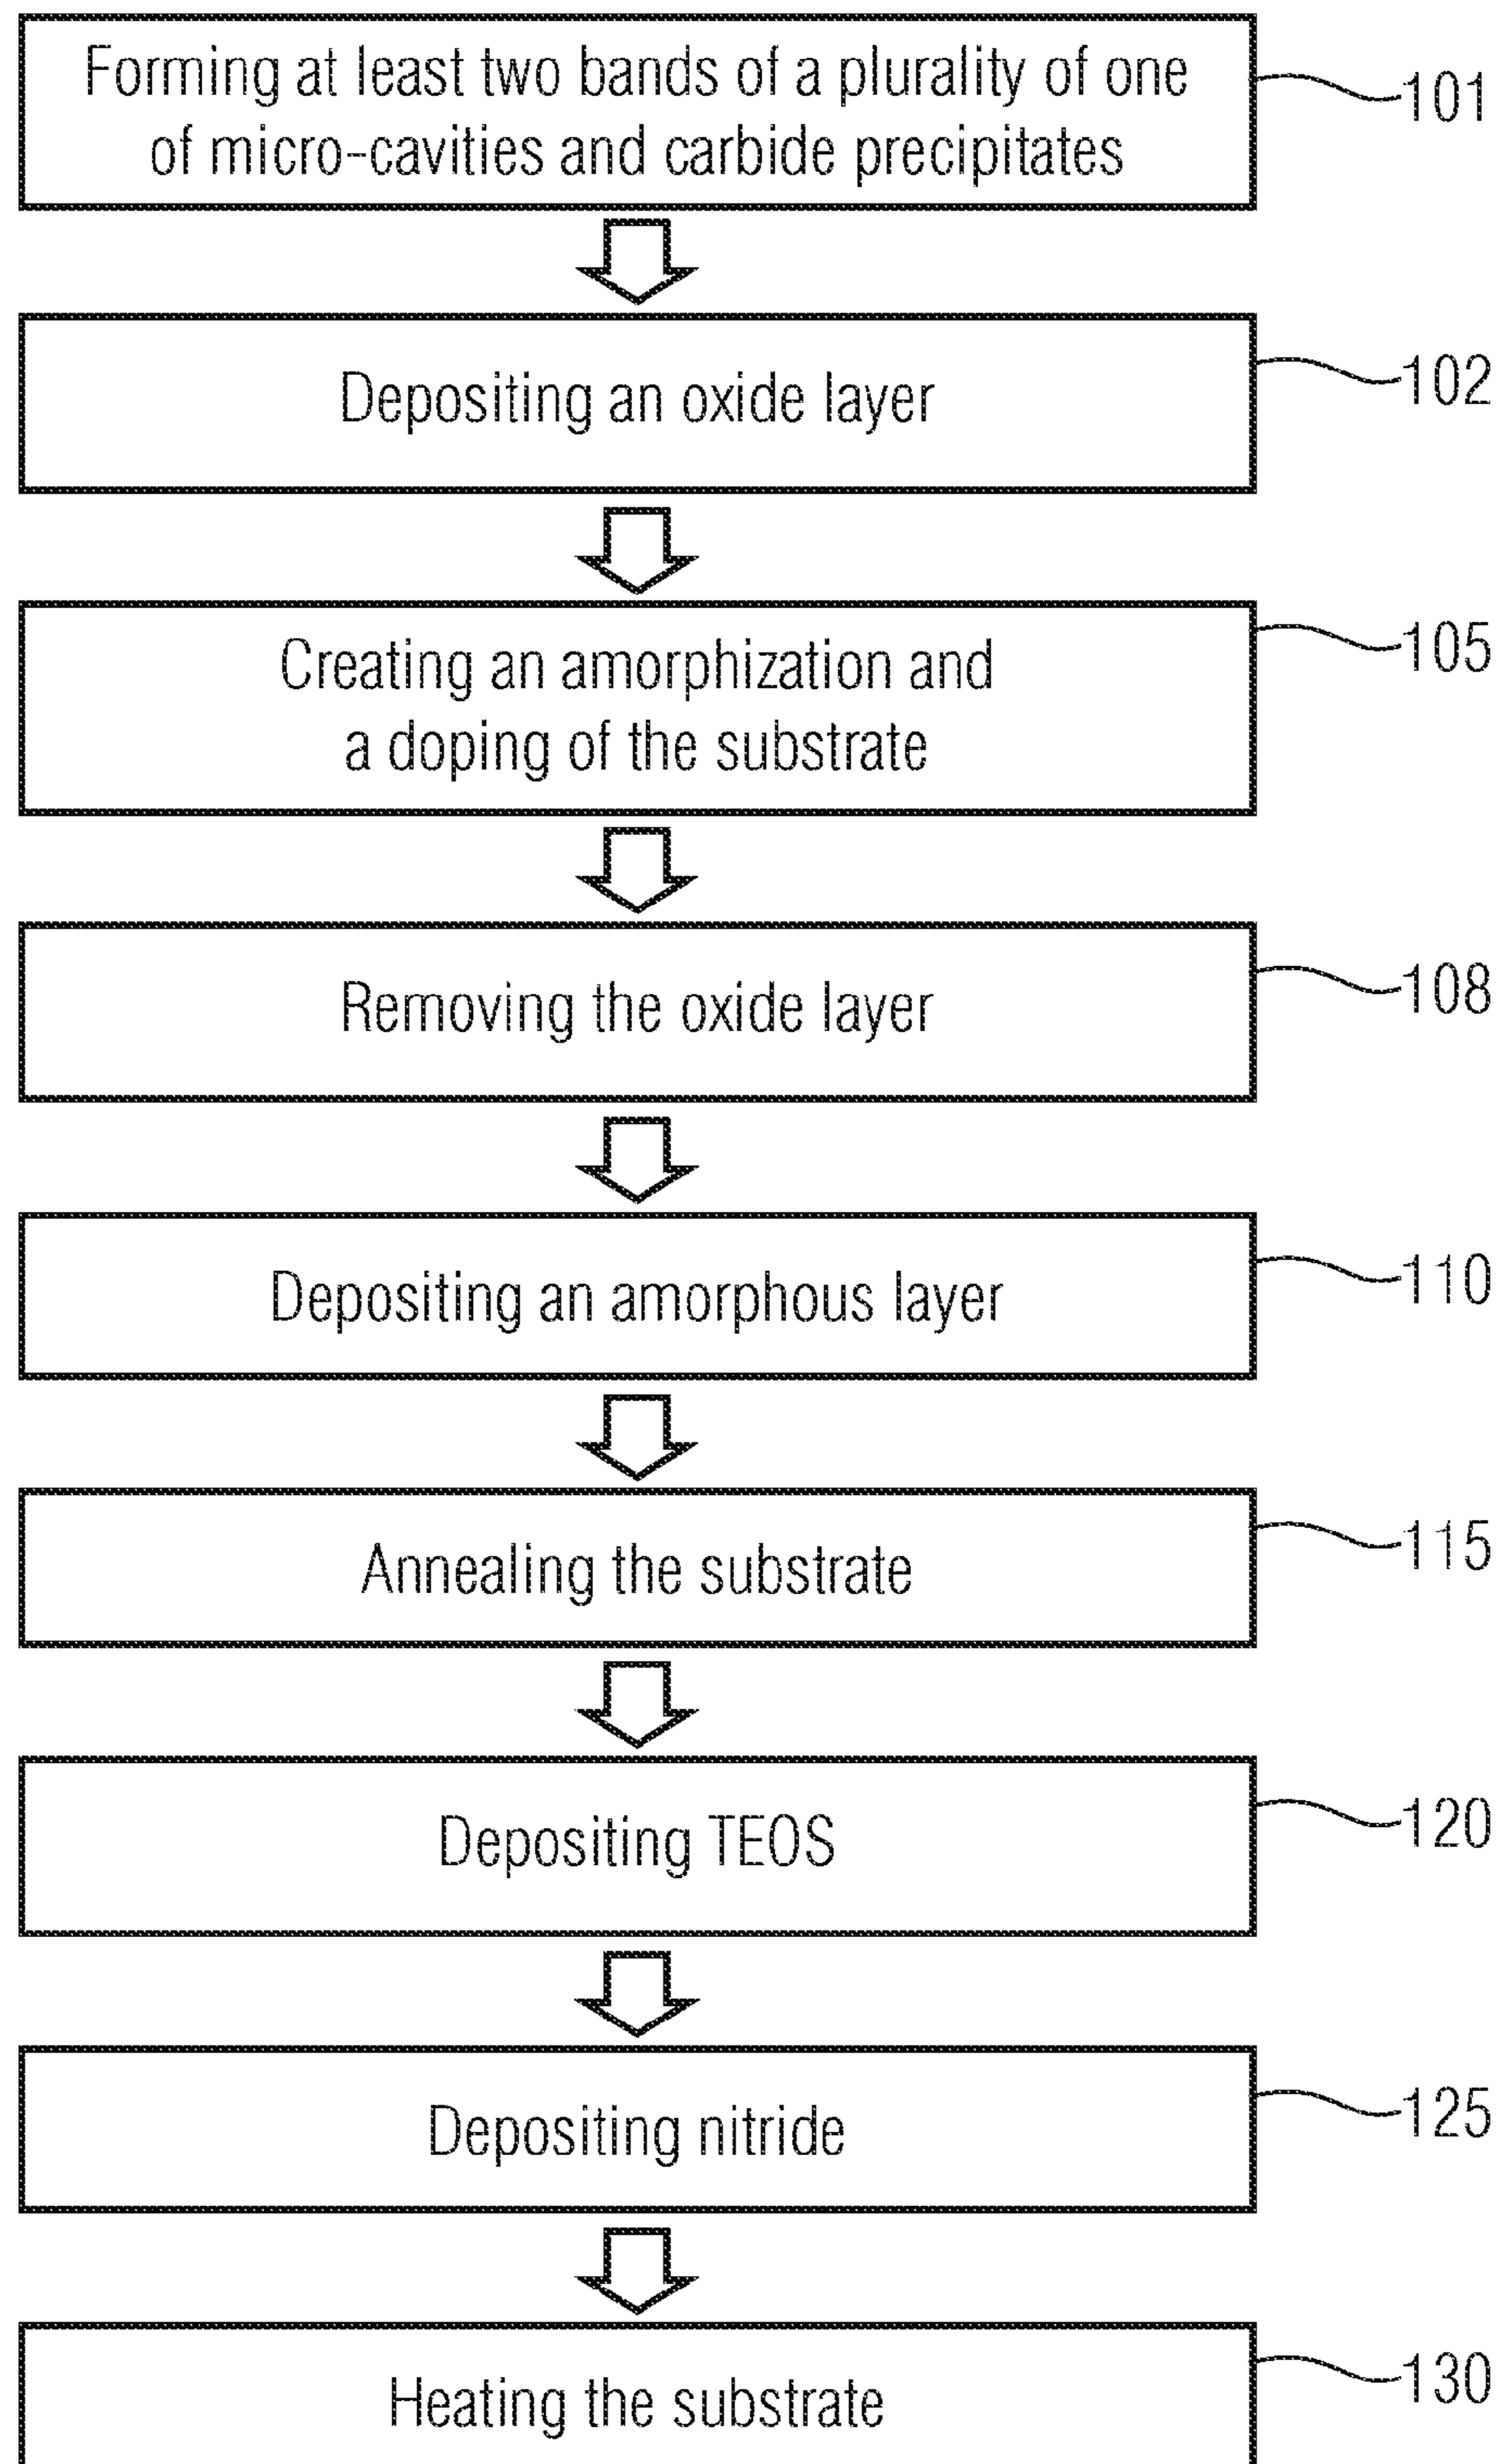 Forming at least two bands of a plurality of one
of micro-cavities and carbide precipitates
101
Depositing an oxide layer
102
Creating an amorphization and
a doping of the substrate
105
Removing the oxide layer
108
Depositing an amorphous layer
110
Annealing the substrate
115
Depositing TEOS
120
Depositing nitride
125
Heating the substrate
130